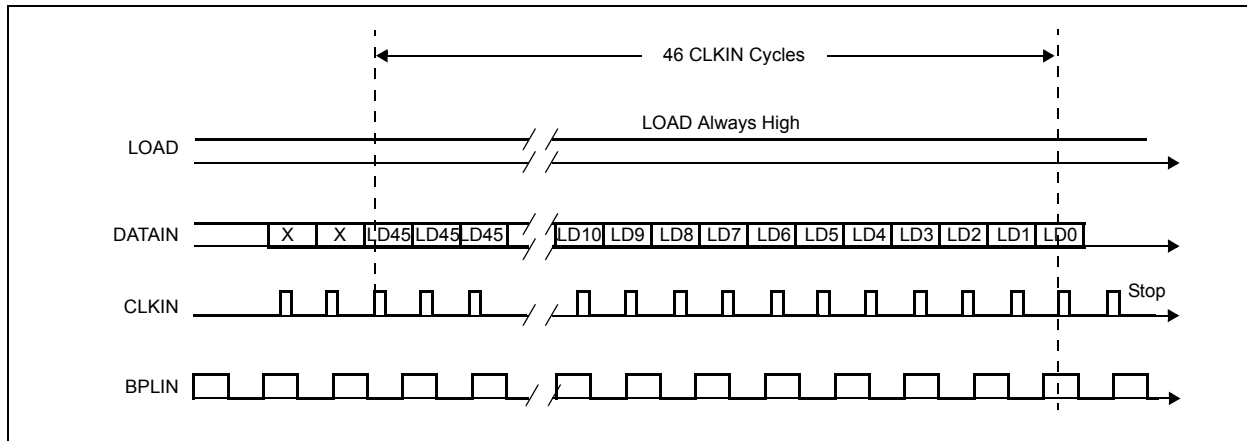 46 CLKIN Cycles
LOAD Always High
LOAD
DATAIN X X LD45 LD45 LD45 LD10 LD9 LD8 LD7 LD6 LD5 LD4 LD3 LD2 LD1 LD0
CLKIN Stop
BPLIN